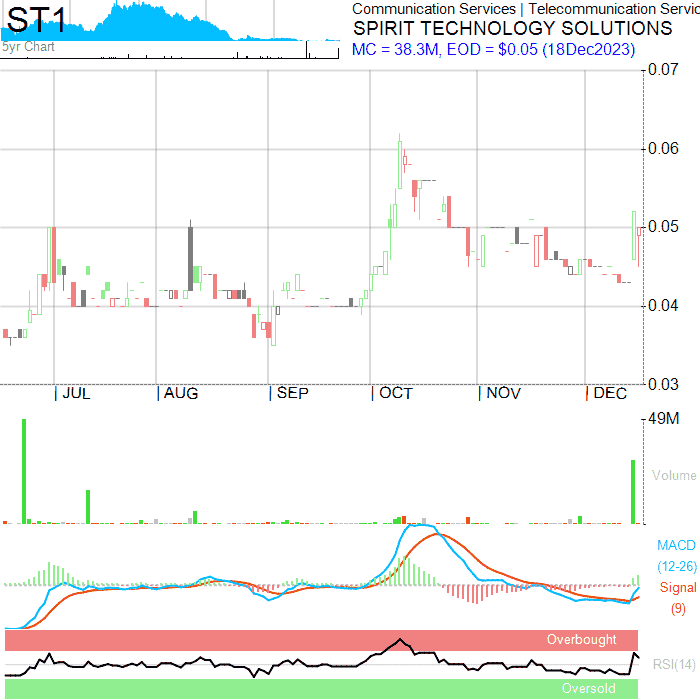 ST1
5yr Chart
Communication Services | Telecommunication Servic
SPIRIT TECHNOLOGY SOLUTIONS
MC = 38.3M, EOD = $0.05 (18Dec2023)
0.07
0.06
0.05
0.04
0.03
| JUL | AUG | SEP | OCT | NOV | DEC
49M
Volume
MACD
(12-26)
Signal
(9)
Overbought
RSI(14)
Oversold